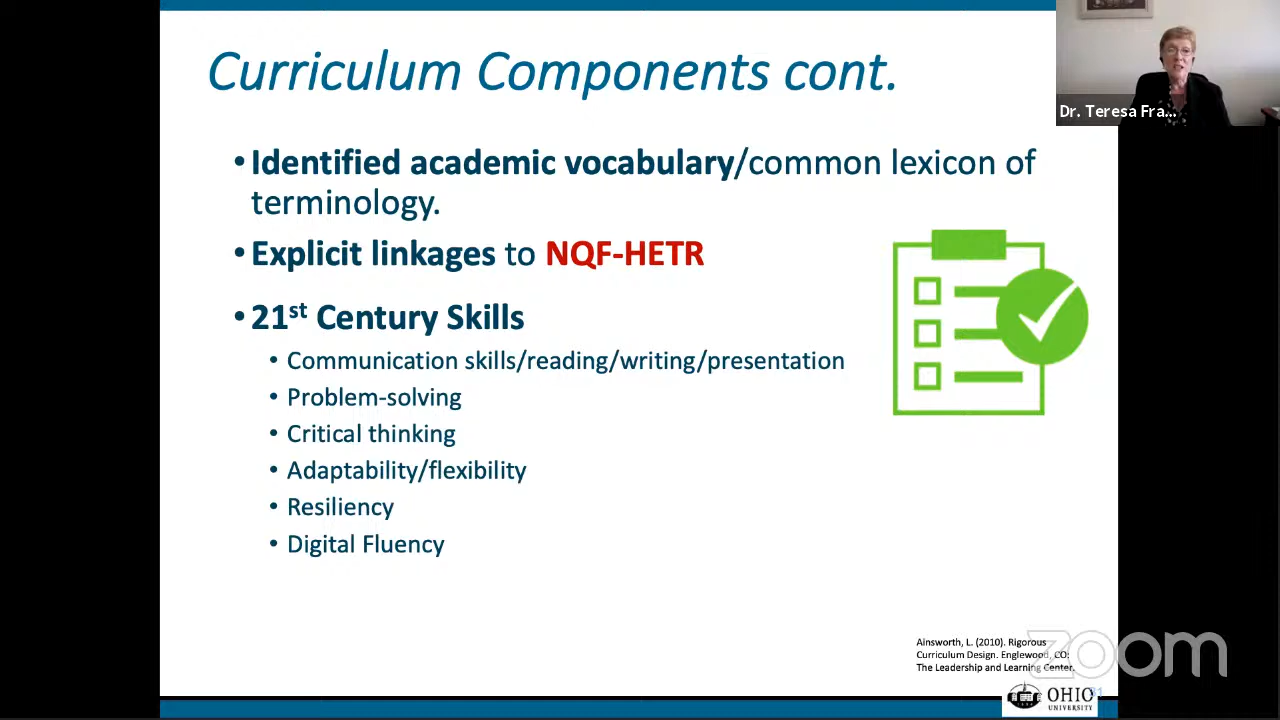 Curriculum Components cont.
Dr. Teresa Fra...
• Identified academic vocabulary/common lexicon of
terminology.
• Explicit linkages to NQF-HETR
• 21st Century Skills
• Communication skills/reading/writing/presentation
• Problem-solving
• Critical thinking
• Adaptability/flexibility
• Resiliency
• Digital Fluency
Ainsworth, L. (2010). Rigorous
Curriculum Design. Englewood, CO:
The Leadership and Learning Center.
zoom
OHIO
UNIVERSITY